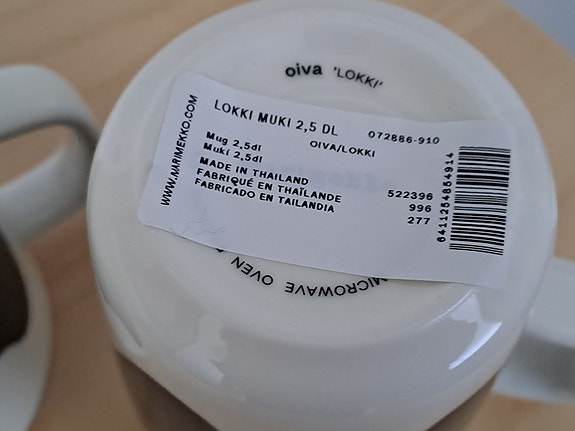 oiva 'LOKKI'
WWW.MARIMEKKO.COM
LOKKI MUKI 2,5 DL 072886-910
OIVA/LOKKI
Mug 2,5dl
Muki 2,5dl
MADE IN THAILAND
FABRIQUÉ EN THAÏLANDE 522396
FABRICADO EN TAILANDIA 996
277
6411254854914
MICROWAVE OVEN